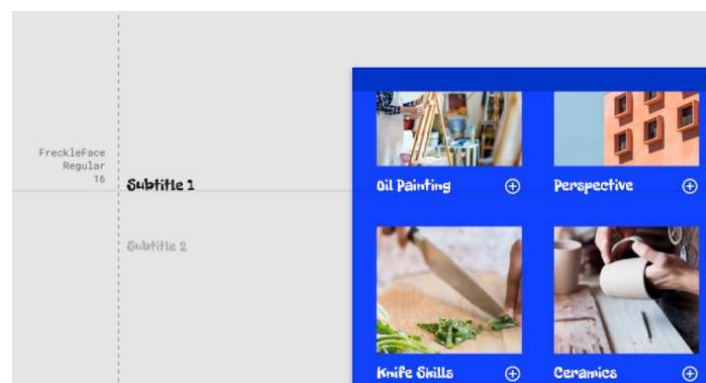 FreckleFace
Regular
16
Subtitle 1
Subtitle 2
Oil Painting
Perspective
Knife Skills
Ceramics